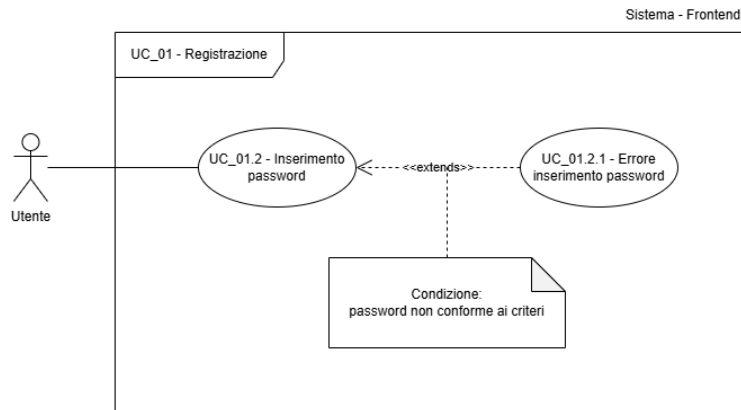 Sistema - Frontend
UC_01 - Registrazione
UC_01.2 - Inserimento
password
<<extends>>
UC_01.2.1 - Errore
inserimento password
Utente
Condizione:
password non conforme ai criteri